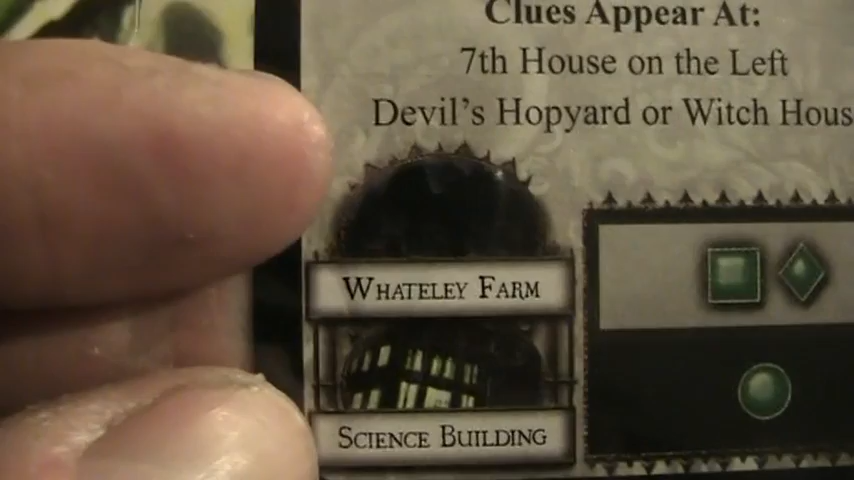 Clues Appear At:
7th House on the Left
Devil's Hopyard or Witch Hous
WHATELEY FARM
SCIENCE BUILDING